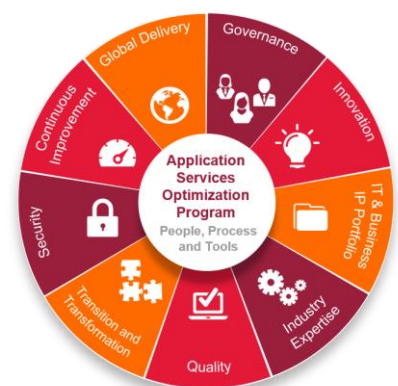 Global Delivery
Governance
Innovation
IT & Business
IP Portfolio
Industry
Expertise
Quality
Transition and
Transformation
Security
Continuous
Improvement
Application
Services
Optimization
Program
People, Process
and Tools